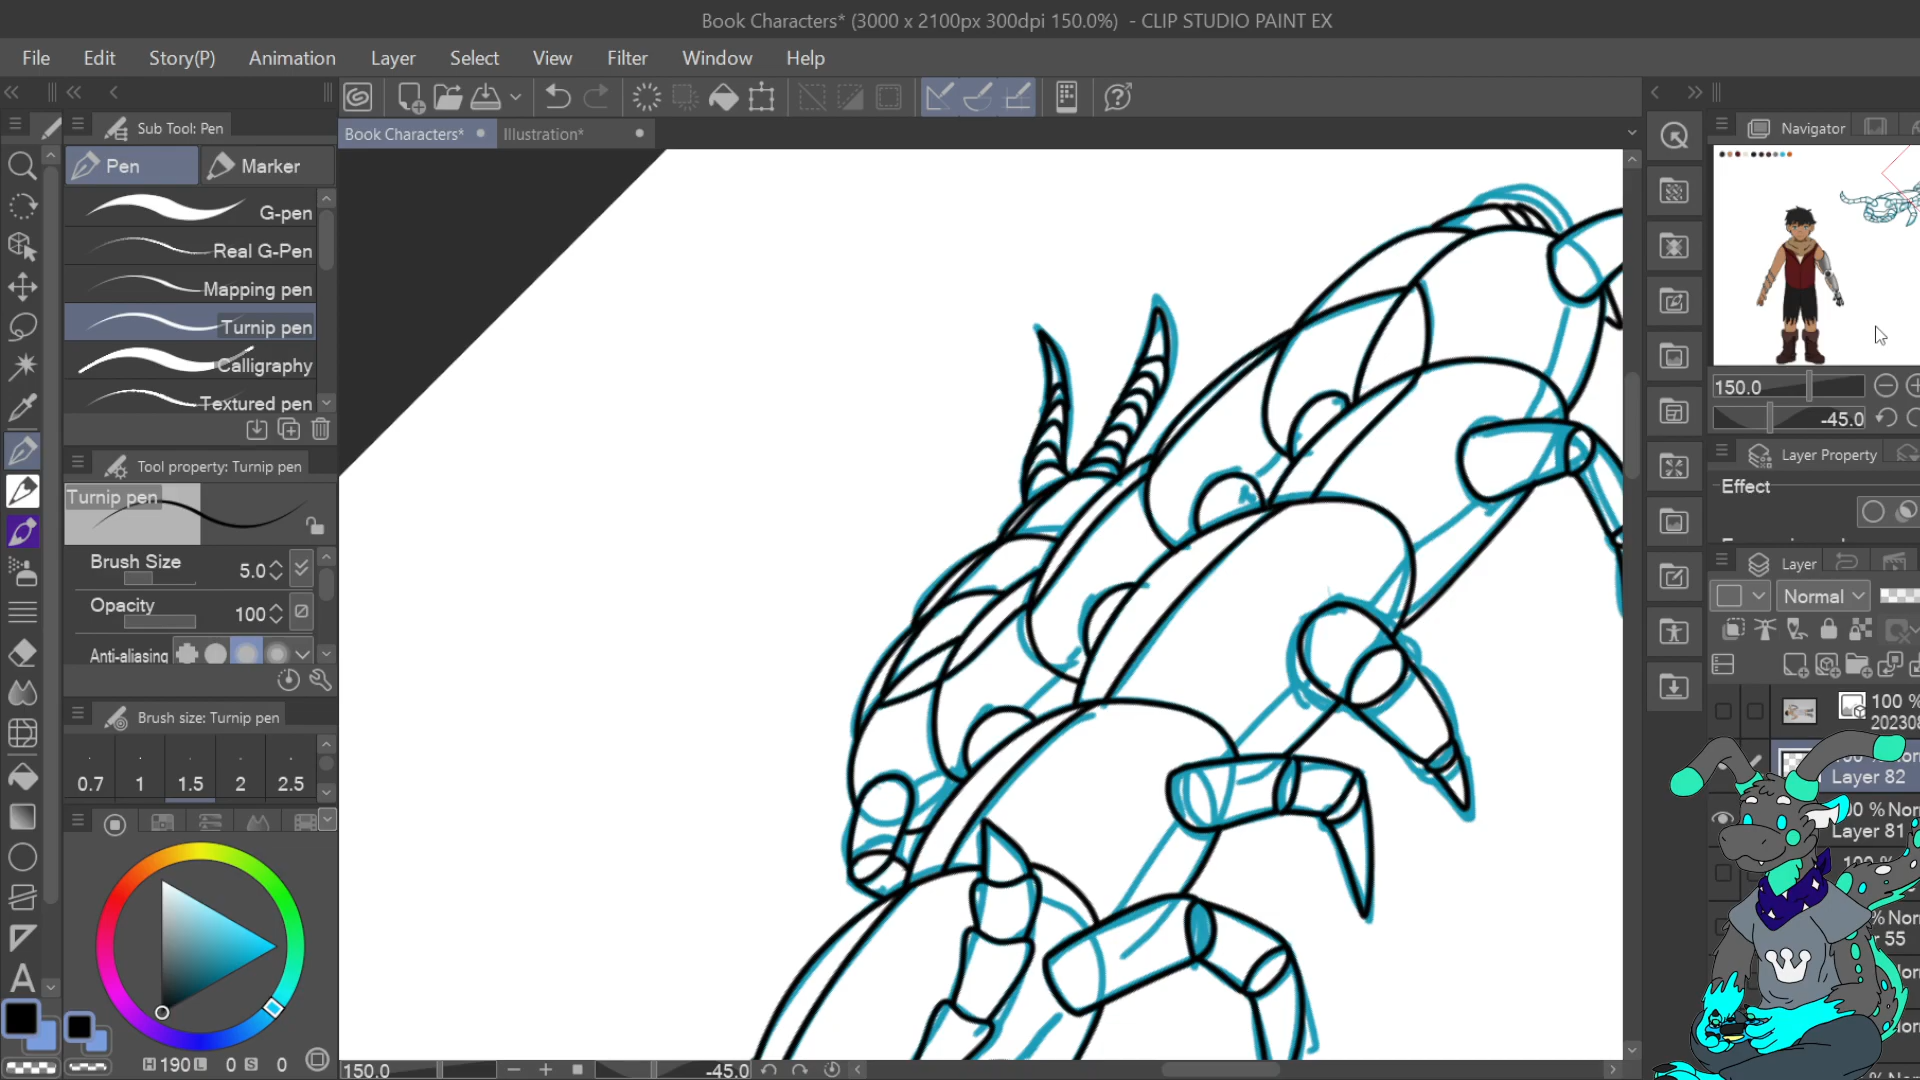 Book Characters* (3000 x 2100px 300dpi 150.0%) - CLIP STUDIO PAINT EX
File Edit Story(P) Animation Layer Select View Filter Window Help
Sub Tool: Pen
Navigator
Book Characters* Illustration*
Pen Marker
G-pen
Real G-Pen
Mapping pen
Turnip pen
Calligraphy
Textured pen
150.0
-45.0
Tool property: Turnip pen
Layer Property
Turnip pen
Effect
Brush Size 5.0
Opacity 100
Anti-aliasing
Layer
Normal
Brush size: Turnip pen
0.7 1 1.5 2 2.5
100 %
202308
Layer 82
Layer 81
55
A
H 190 L 0 S 0
150.0
-45.0